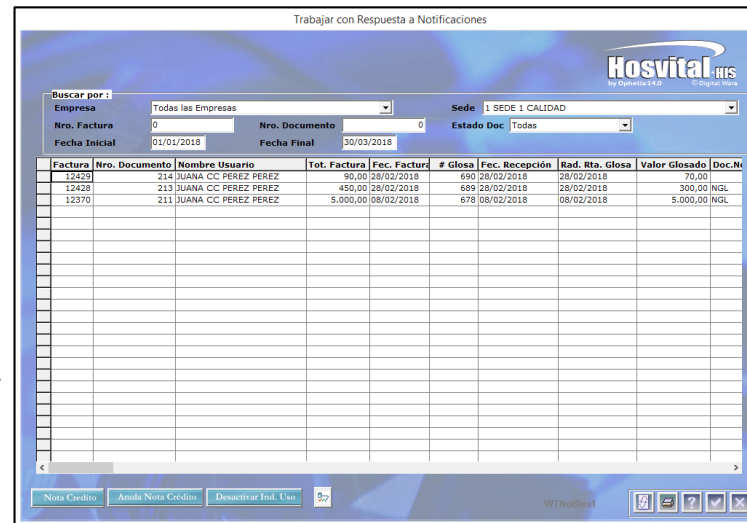 Trabajar con Respuesta a Notificaciones
Hosvital-HIS
by Ophelia 14.0 ©Digital Ware
Buscar por :
Empresa Todas las Empresas Sede 1 SEDE 1 CALIDAD
Nro. Factura 0 Nro. Documento 0 Estado Doc Todas
Fecha Inicial 01/01/2018 Fecha Final 30/03/2018
Factura Nro. Documento Nombre Usuario Tot. Factura Fec. Factura # Glosa Fec. Recepción Rad. Rta. Glosa Valor Glosado Doc.No
12429 214 JUANA CC PEREZ PEREZ 90,00 28/02/2018 690 28/02/2018 28/02/2018 70,00
12428 213 JUANA CC PEREZ PEREZ 450,00 28/02/2018 689 28/02/2018 28/02/2018 300,00 NGL
12370 211 JUANA CC PEREZ PEREZ 5.000,00 08/02/2018 678 08/02/2018 08/02/2018 5.000,00 NGL
Nota Credito Anula Nota Crédito Desactivar Ind. Uso WTNotRes1